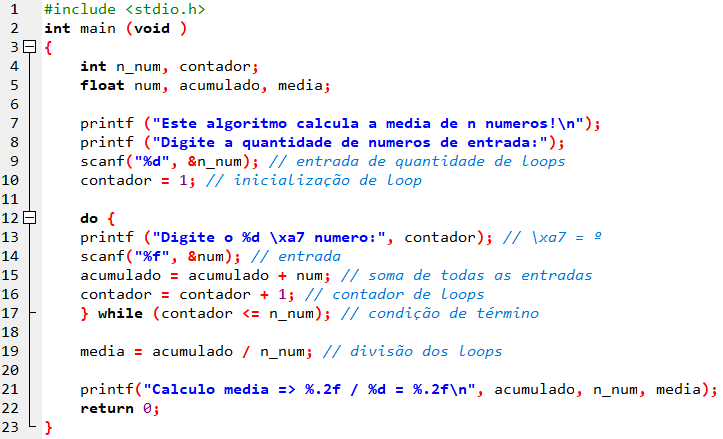 1 #include <stdio.h>
2 int main (void )
3 {
4 int n_num, contador;
5 float num, acumulado, media;
6
7 printf ("Este algoritmo calcula a media de n numeros!\n");
8 printf ("Digite a quantidade de numeros de entrada:");
9 scanf("%d", &n_num); // entrada de quantidade de loops
10 contador = 1; // inicialização de loop
11
12 do {
13 printf ("Digite o %d \xa7 numero:", contador); // \xa7 = º
14 scanf("%f", &num); // entrada
15 acumulado = acumulado + num; // soma de todas as entradas
16 contador = contador + 1; // contador de loops
17 } while (contador <= n_num); // condição de término
18
19 media = acumulado / n_num; // divisão dos loops
20
21 printf("Calculo media => %.2f / %d = %.2f\n", acumulado, n_num, media);
22 return 0;
23 }